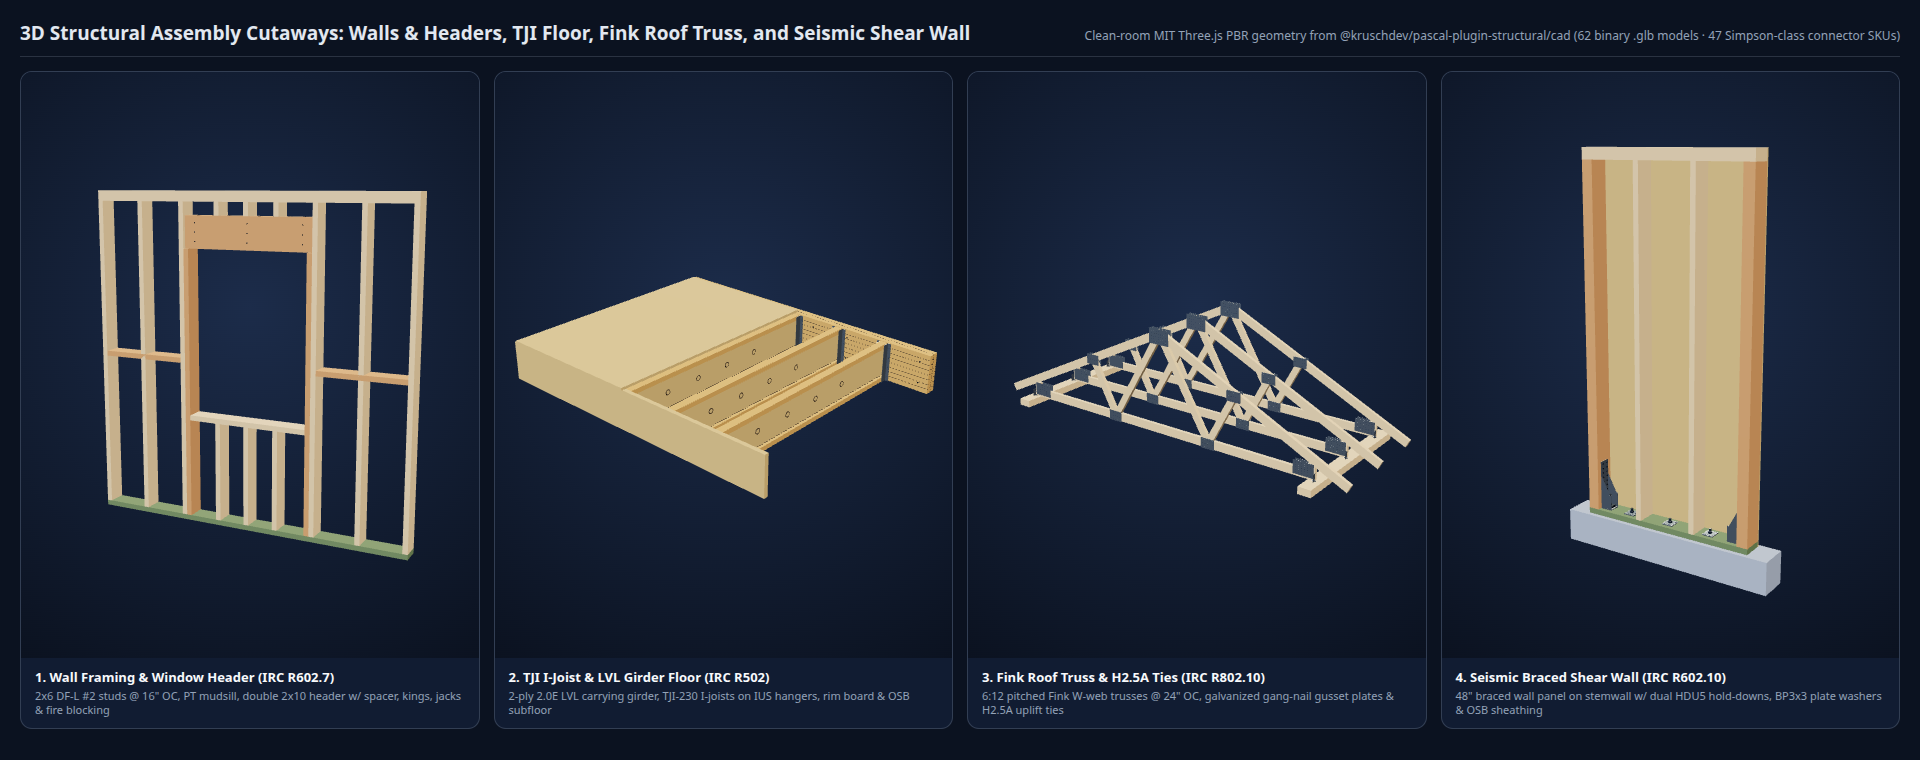 3D Structural Assembly Cutaways: Walls & Headers, TJI Floor, Fink Roof Truss, and Seismic Shear Wall
Clean-room MIT Three.js PBR geometry from @kruschdev/pascal-plugin-structural/cad (62 binary .glb models · 47 Simpson-class connector SKUs)
1. Wall Framing & Window Header (IRC R602.7)
2x6 DF-L #2 studs @ 16" OC, PT mudsill, double 2x10 header w/ spacer, kings, jacks
& fire blocking
2. TJI I-Joist & LVL Girder Floor (IRC R502)
2-ply 2.0E LVL carrying girder, TJI-230 I-joists on IUS hangers, rim board & OSB
subfloor
3. Fink Roof Truss & H2.5A Ties (IRC R802.10)
6:12 pitched Fink W-web trusses @ 24" OC, galvanized gang-nail gusset plates &
H2.5A uplift ties
4. Seismic Braced Shear Wall (IRC R602.10)
48" braced wall panel on stemwall w/ dual HDU5 hold-downs, BP3x3 plate washers
& OSB sheathing